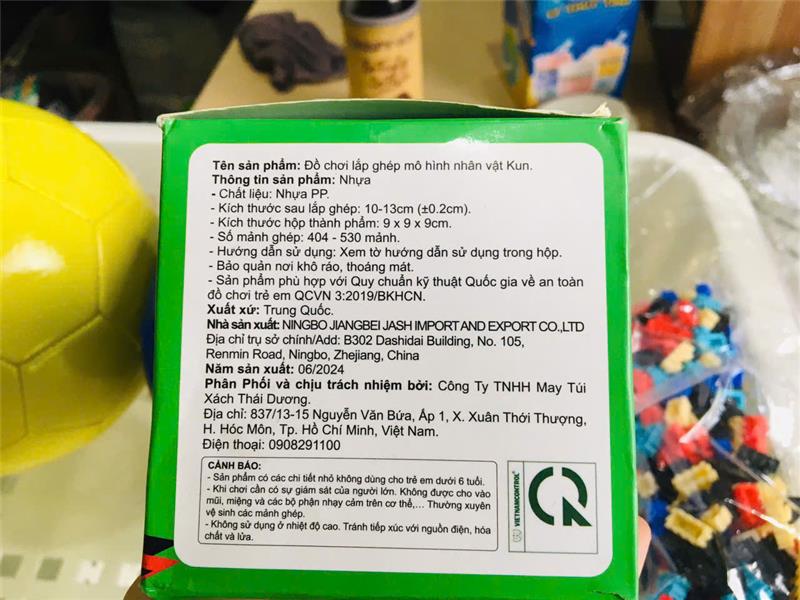 Tên sản phẩm: Đồ chơi lắp ghép mô hình nhân vật Kun.
Thông tin sản phẩm: Nhựa
- Chất liệu: Nhựa PP.
- Kích thước sau lắp ghép: 10-13cm (±0.2cm).
- Kích thước hộp thành phẩm: 9 x 9 x 9cm.
- Số mảnh ghép: 404 - 530 mảnh.
- Hướng dẫn sử dụng: Xem tờ hướng dẫn sử dụng trong hộp.
- Bảo quản nơi khô ráo, thoáng mát.
- Sản phẩm phù hợp với Quy chuẩn kỹ thuật Quốc gia về an toàn
đồ chơi trẻ em QCVN 3:2019/BKHCN.
Xuất xứ: Trung Quốc.
Nhà sản xuất: NINGBO JIANGBEI JASH IMPORT AND EXPORT CO.,LTD
Địa chỉ trụ sở chính/Add: B302 Dashidai Building, No. 105,
Renmin Road, Ningbo, Zhejiang, China
Năm sản xuất: 06/2024
Phân Phối và chịu trách nhiệm bởi: Công Ty TNHH May Túi
Xách Thái Dương.
Địa chỉ: 837/13-15 Nguyễn Văn Bứa, Ấp 1, X. Xuân Thới Thượng,
H. Hóc Môn, Tp. Hồ Chí Minh, Việt Nam.
Điện thoại: 0908291100
CẢNH BÁO:
- Sản phẩm có các chi tiết nhỏ không dùng cho trẻ em dưới 6 tuổi.
- Khi chơi cần có sự giám sát của người lớn. Không được cho vào
mũi, miệng và các bộ phận nhạy cảm trên cơ thể,... Thường xuyên
vệ sinh các mảnh ghép.
- Không sử dụng ở nhiệt độ cao. Tránh tiếp xúc với nguồn điện, hóa
chất và lửa.
VIETNAMCONTROL